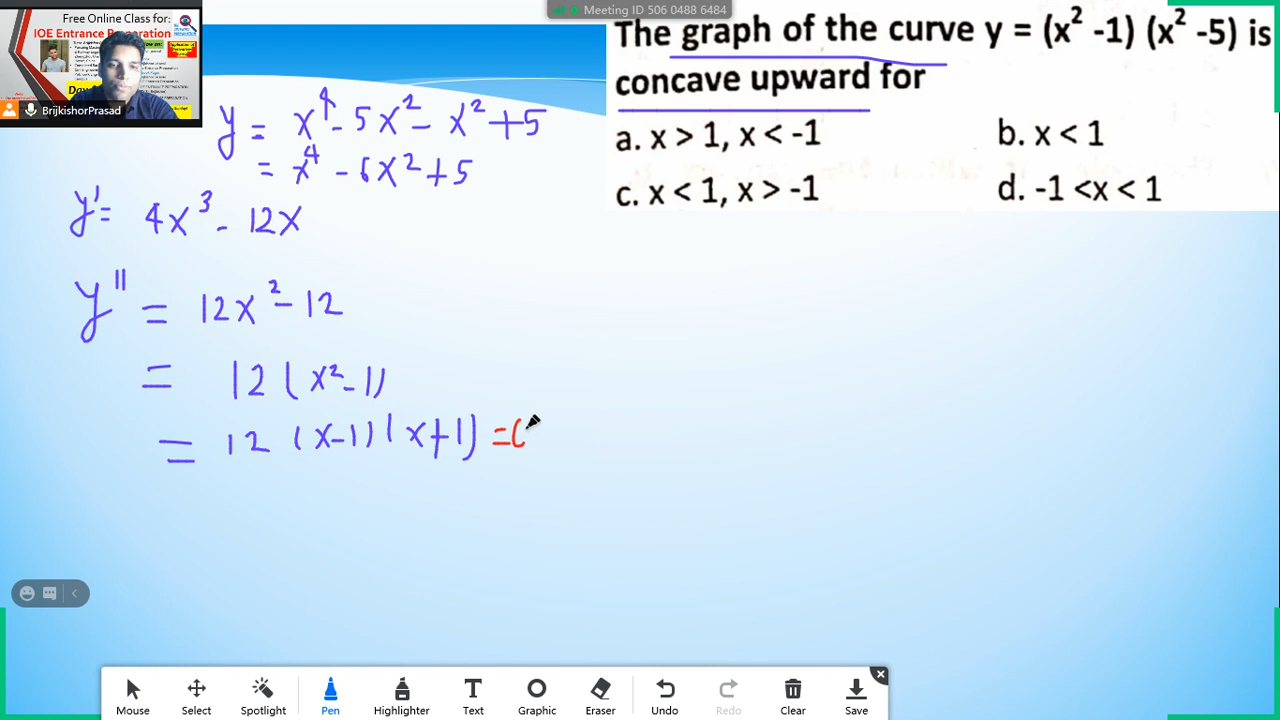 Meeting ID 506 0488 6484
Free Online Class for:
IOE Entrance Preparation
BrijkishorPrasad
The graph of the curve y = (x² -1) (x² -5) is
concave upward for
a. x > 1, x < -1
b. x < 1
c. x < 1, x > -1
d. -1 <x < 1
y = x⁴ - 5x² - x² + 5
= x⁴ - 6x² + 5
y' = 4x³ - 12x
y'' = 12x² - 12
= 12 (x² - 1)
= 12 (x-1) (x+1) =
Mouse
Select
Spotlight
Pen
Highlighter
Text
Graphic
Eraser
Undo
Redo
Clear
Save